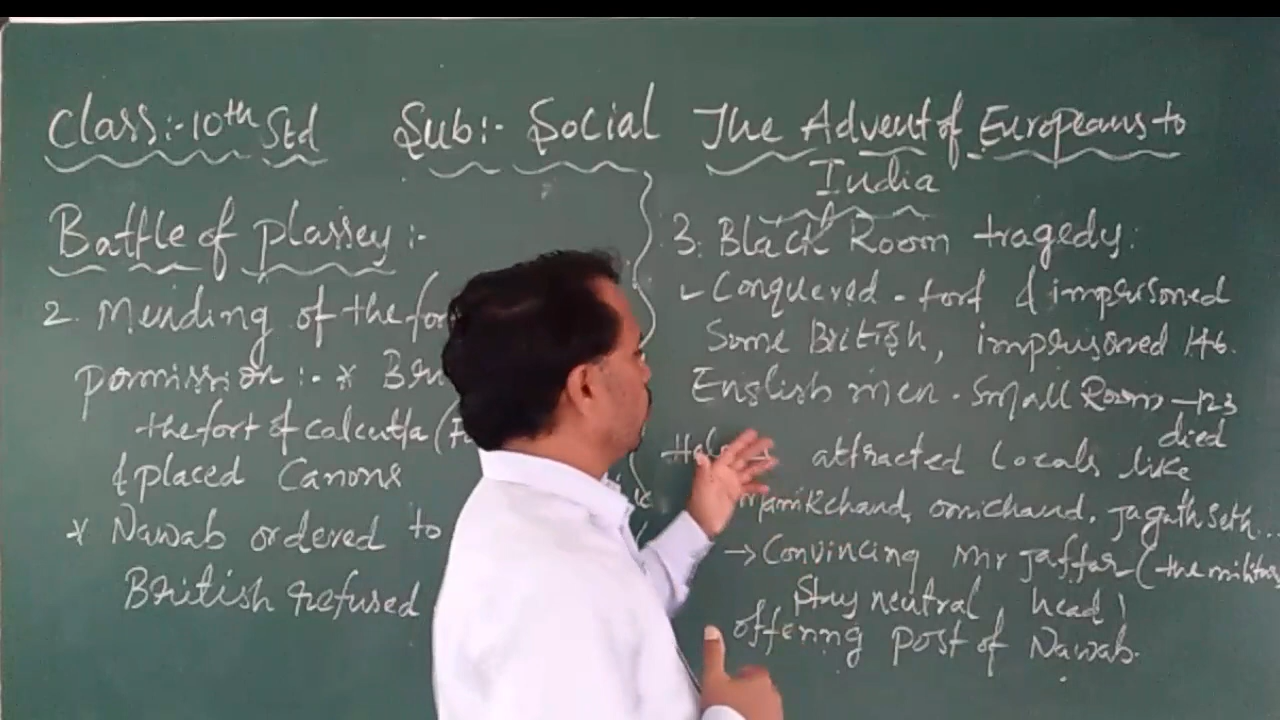 Class:- 10th Std Sub:- Social The Advent of Europeans to
India
Battle of plassey :-
2. Mending of the for
permission :- * Br
the fort of calcutta (F
& placed Canons
* Nawab ordered to
British refused
3. Black Room tragedy:
Conquered - fort & imprisoned
Some British, imprisoned 146.
English men - Small Room - 123
died
attracted Locals like
manikchand, omichand, Jagath Seth...
→ Convincing Mir Jaffar (the militar
Stay neutral, head)
offering post of Nawab.